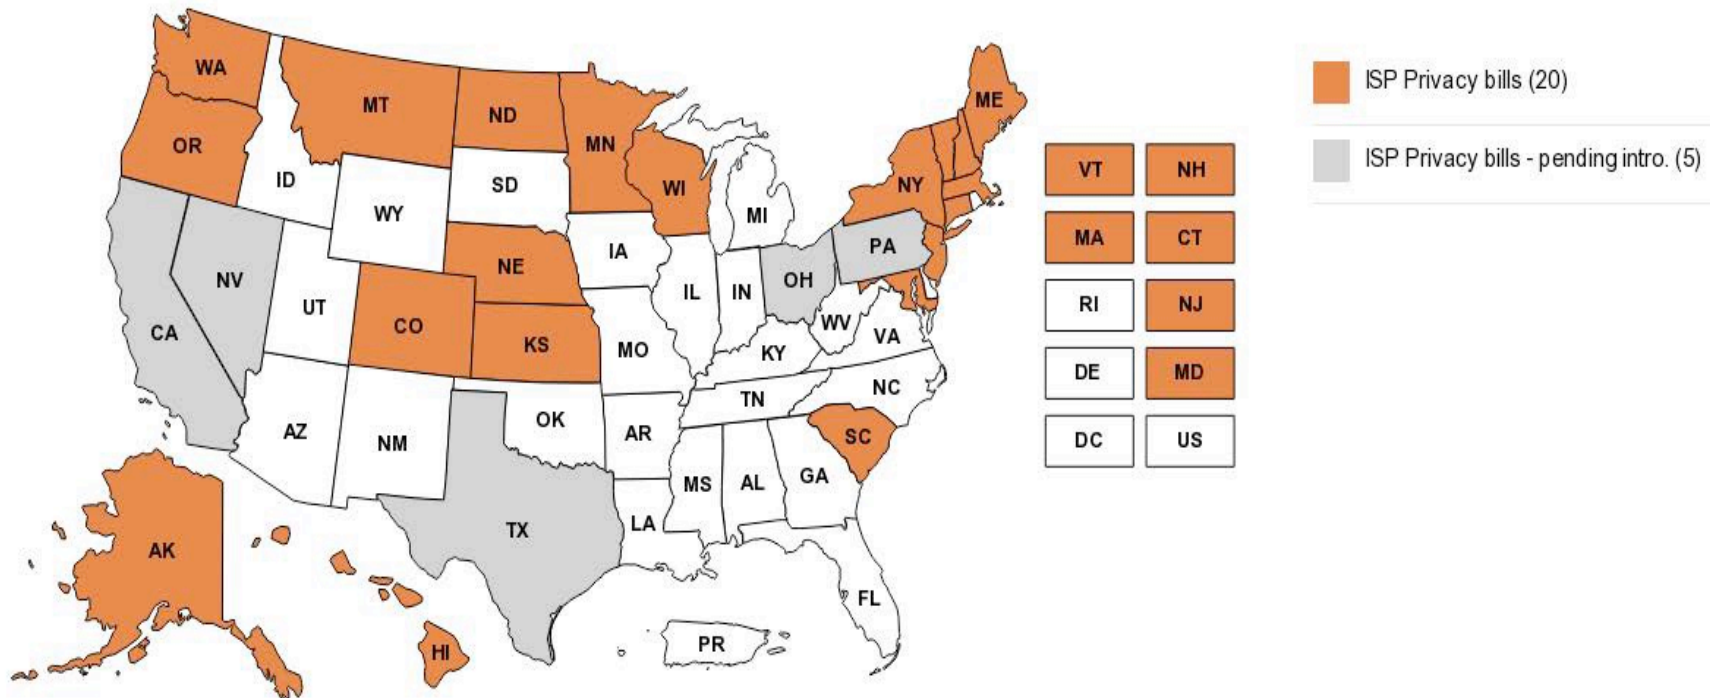 WA
MT
ND
MN
OR
ID
SD
WI
WY
MI
NY
ME
IA
NE
PA
NV
UT
CO
IL
IN
OH
CA
KS
MO
WV
VA
KY
NC
TN
AZ
NM
OK
AR
SC
MS
AL
GA
TX
LA
AK
HI
FL
PR
VT NH
MA CT
RI NJ
DE MD
DC US
ISP Privacy bills (20)
ISP Privacy bills - pending intro. (5)